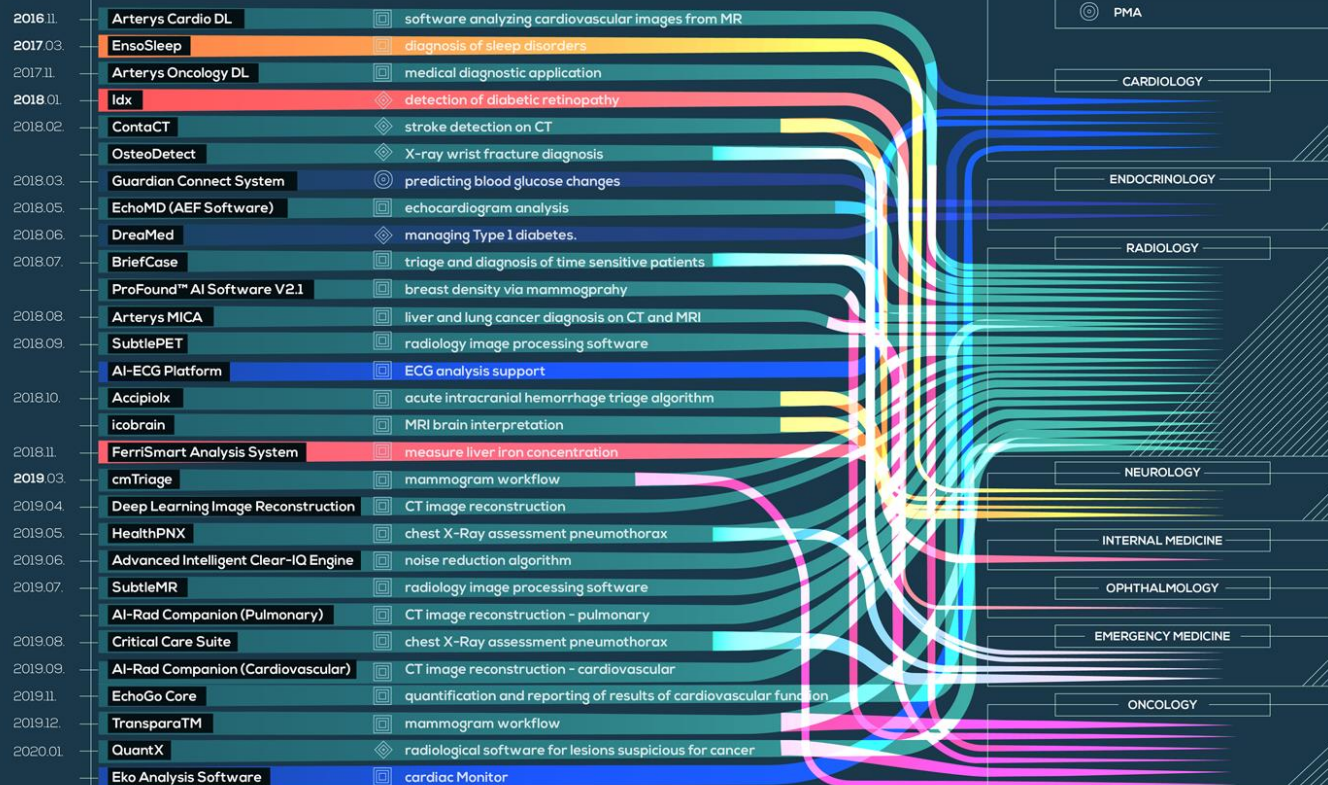 2016.11. Arterys Cardio DL software analyzing cardiovascular images from MR
2017.03. EnsoSleep diagnosis of sleep disorders
2017.11. Arterys Oncology DL medical diagnostic application
2018.01. Idx detection of diabetic retinopathy
2018.02. ContaCT stroke detection on CT
OsteoDetect X-ray wrist fracture diagnosis
2018.03. Guardian Connect System predicting blood glucose changes
2018.05. EchoMD (AEF Software) echocardiogram analysis
2018.06. DreaMed managing Type 1 diabetes.
2018.07. BriefCase triage and diagnosis of time sensitive patients
ProFound™ AI Software V2.1 breast density via mammogprahy
2018.08. Arterys MICA liver and lung cancer diagnosis on CT and MRI
2018.09. SubtlePET radiology image processing software
AI-ECG Platform ECG analysis support
2018.10. Accipiolx acute intracranial hemorrhage triage algorithm
icobrain MRI brain interpretation
2018.11. FerriSmart Analysis System measure liver iron concentration
2019.03. cmTriage mammogram workflow
2019.04. Deep Learning Image Reconstruction CT image reconstruction
2019.05. HealthPNX chest X-Ray assessment pneumothorax
2019.06. Advanced Intelligent Clear-IQ Engine noise reduction algorithm
2019.07. SubtleMR radiology image processing software
AI-Rad Companion (Pulmonary) CT image reconstruction - pulmonary
2019.08. Critical Care Suite chest X-Ray assessment pneumothorax
2019.09. AI-Rad Companion (Cardiovascular) CT image reconstruction - cardiovascular
2019.11. EchoGo Core quantification and reporting of results of cardiovascular function
2019.12. TransparaTM mammogram workflow
2020.01. QuantX radiological software for lesions suspicious for cancer
Eko Analysis Software cardiac Monitor
PMA
CARDIOLOGY
ENDOCRINOLOGY
RADIOLOGY
NEUROLOGY
INTERNAL MEDICINE
OPHTHALMOLOGY
EMERGENCY MEDICINE
ONCOLOGY